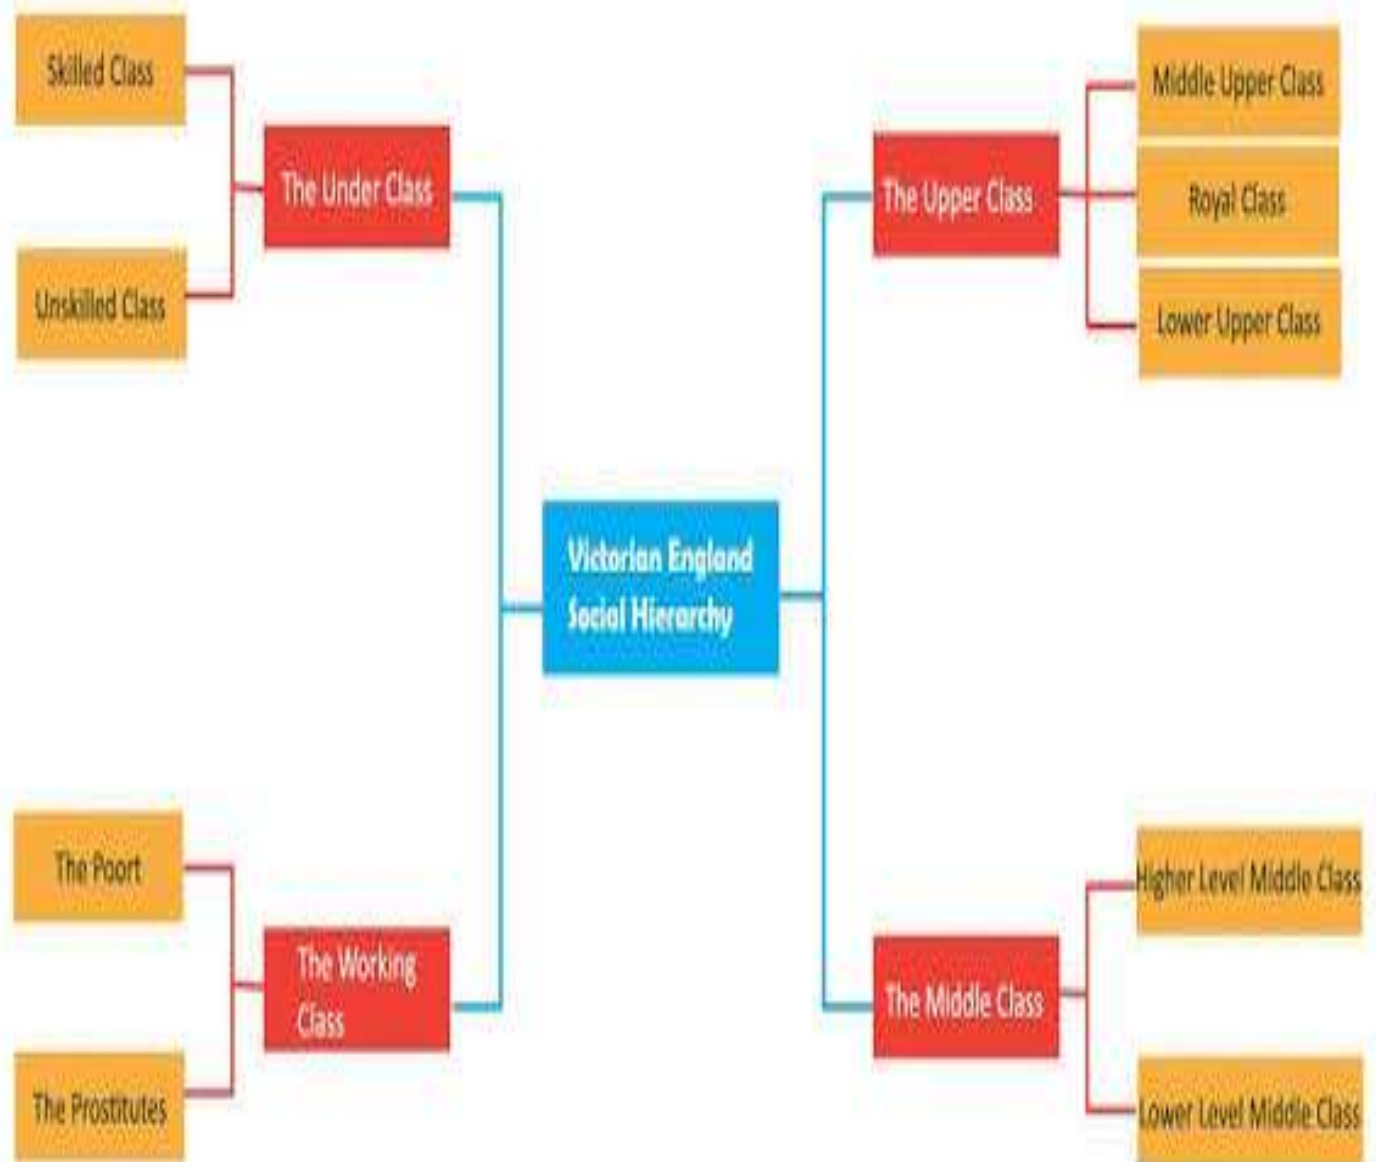 Skilled Class
The Under Class
Unskilled Class
Middle Upper Class
The Upper Class
Royal Class
Lower Upper Class
Victorian England
Social Hierarchy
The Poort
The Working
Class
The Prostitutes
Higher Level Middle Class
The Middle Class
Lower Level Middle Class